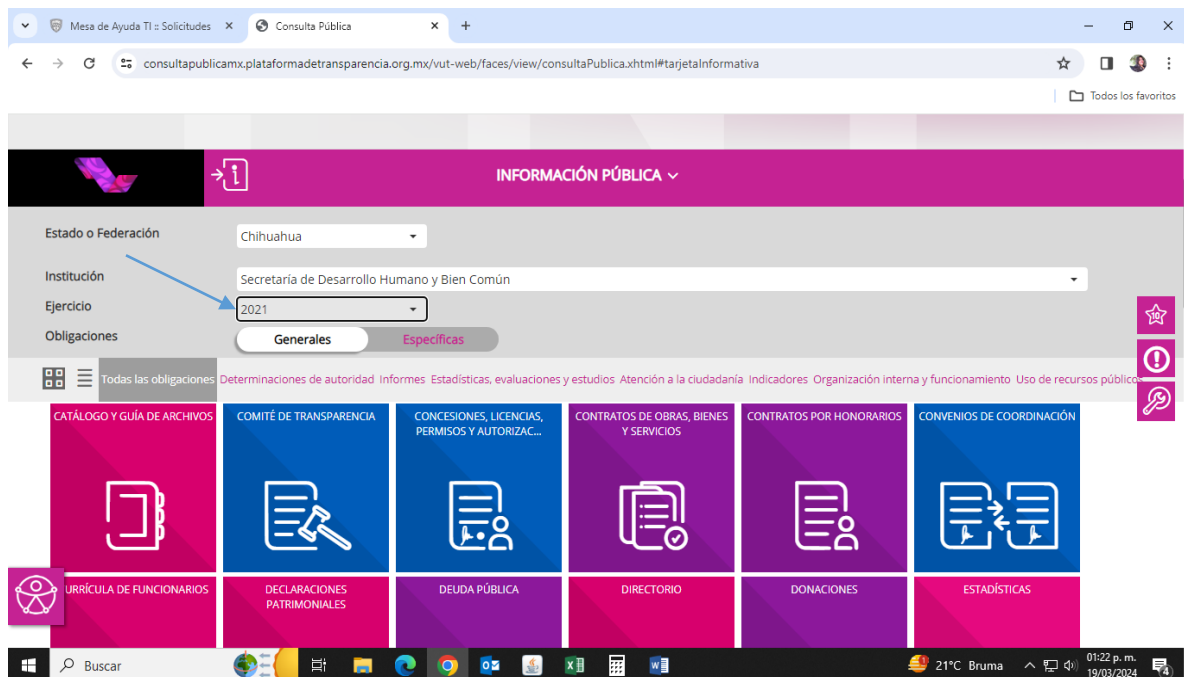 Mesa de Ayuda TI :: Solicitudes
Consulta Pública
consultapublicamx.plataformadetransparencia.org.mx/vut-web/faces/view/consultaPublica.xhtml#tarjetaInformativa
Todos los favoritos
INFORMACIÓN PÚBLICA
Estado o Federación
Chihuahua
Institución
Secretaría de Desarrollo Humano y Bien Común
Ejercicio
2021
Obligaciones
Generales
Específicas
Todas las obligaciones Determinaciones de autoridad Informes Estadísticas, evaluaciones y estudios Atención a la ciudadanía Indicadores Organización interna y funcionamiento Uso de recursos públicos
CATÁLOGO Y GUÍA DE ARCHIVOS
COMITÉ DE TRANSPARENCIA
CONCESIONES, LICENCIAS,
PERMISOS Y AUTORIZAC...
CONTRATOS DE OBRAS, BIENES
Y SERVICIOS
CONTRATOS POR HONORARIOS
CONVENIOS DE COORDINACIÓN
URRÍCULA DE FUNCIONARIOS
DECLARACIONES
PATRIMONIALES
DEUDA PÚBLICA
DIRECTORIO
DONACIONES
ESTADÍSTICAS
Buscar
21°C Bruma
01:22 p. m.
19/03/2024
4